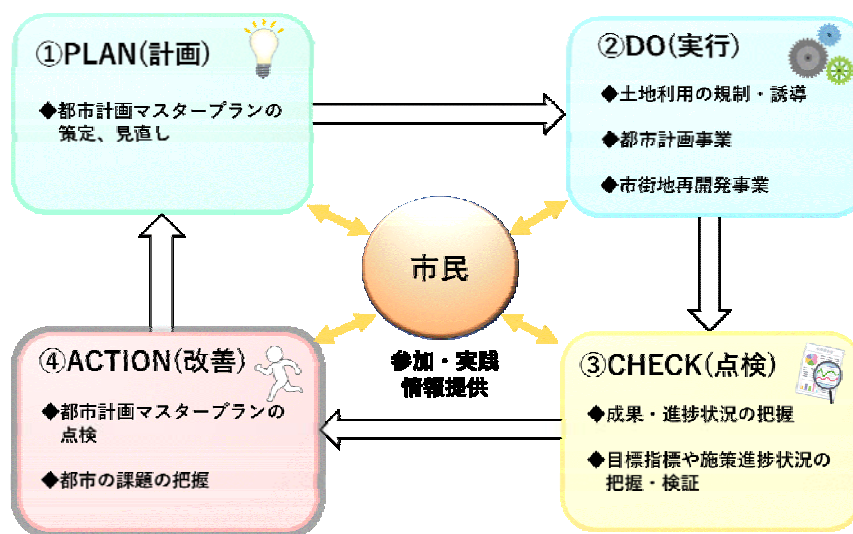 ①PLAN(計画)
◆都市計画マスタープランの
策定、見直し
②DO(実行)
◆土地利用の規制・誘導
◆都市計画事業
◆市街地再開発事業
市民
参加・実践
情報提供
③CHECK(点検)
◆成果・進捗状況の把握
◆目標指標や施策進捗状況の
把握・検証
④ACTION(改善)
◆都市計画マスタープランの
点検
◆都市の課題の把握